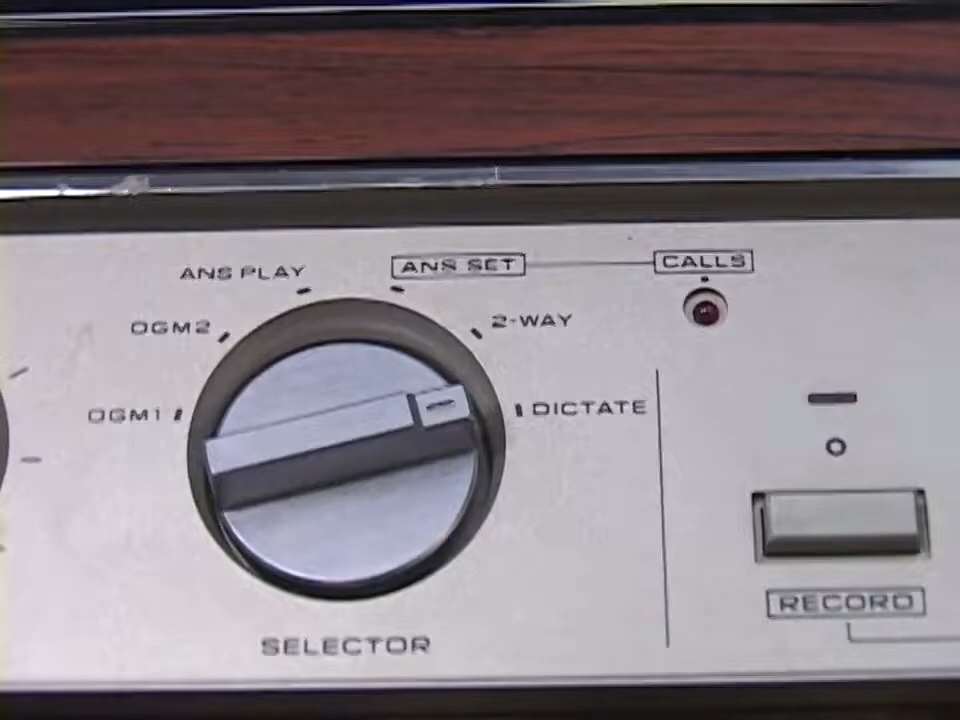 ANS PLAY
ANS SET
CALLS
OGM2
2-WAY
OGM1
DICTATE
RECORD
SELECTOR